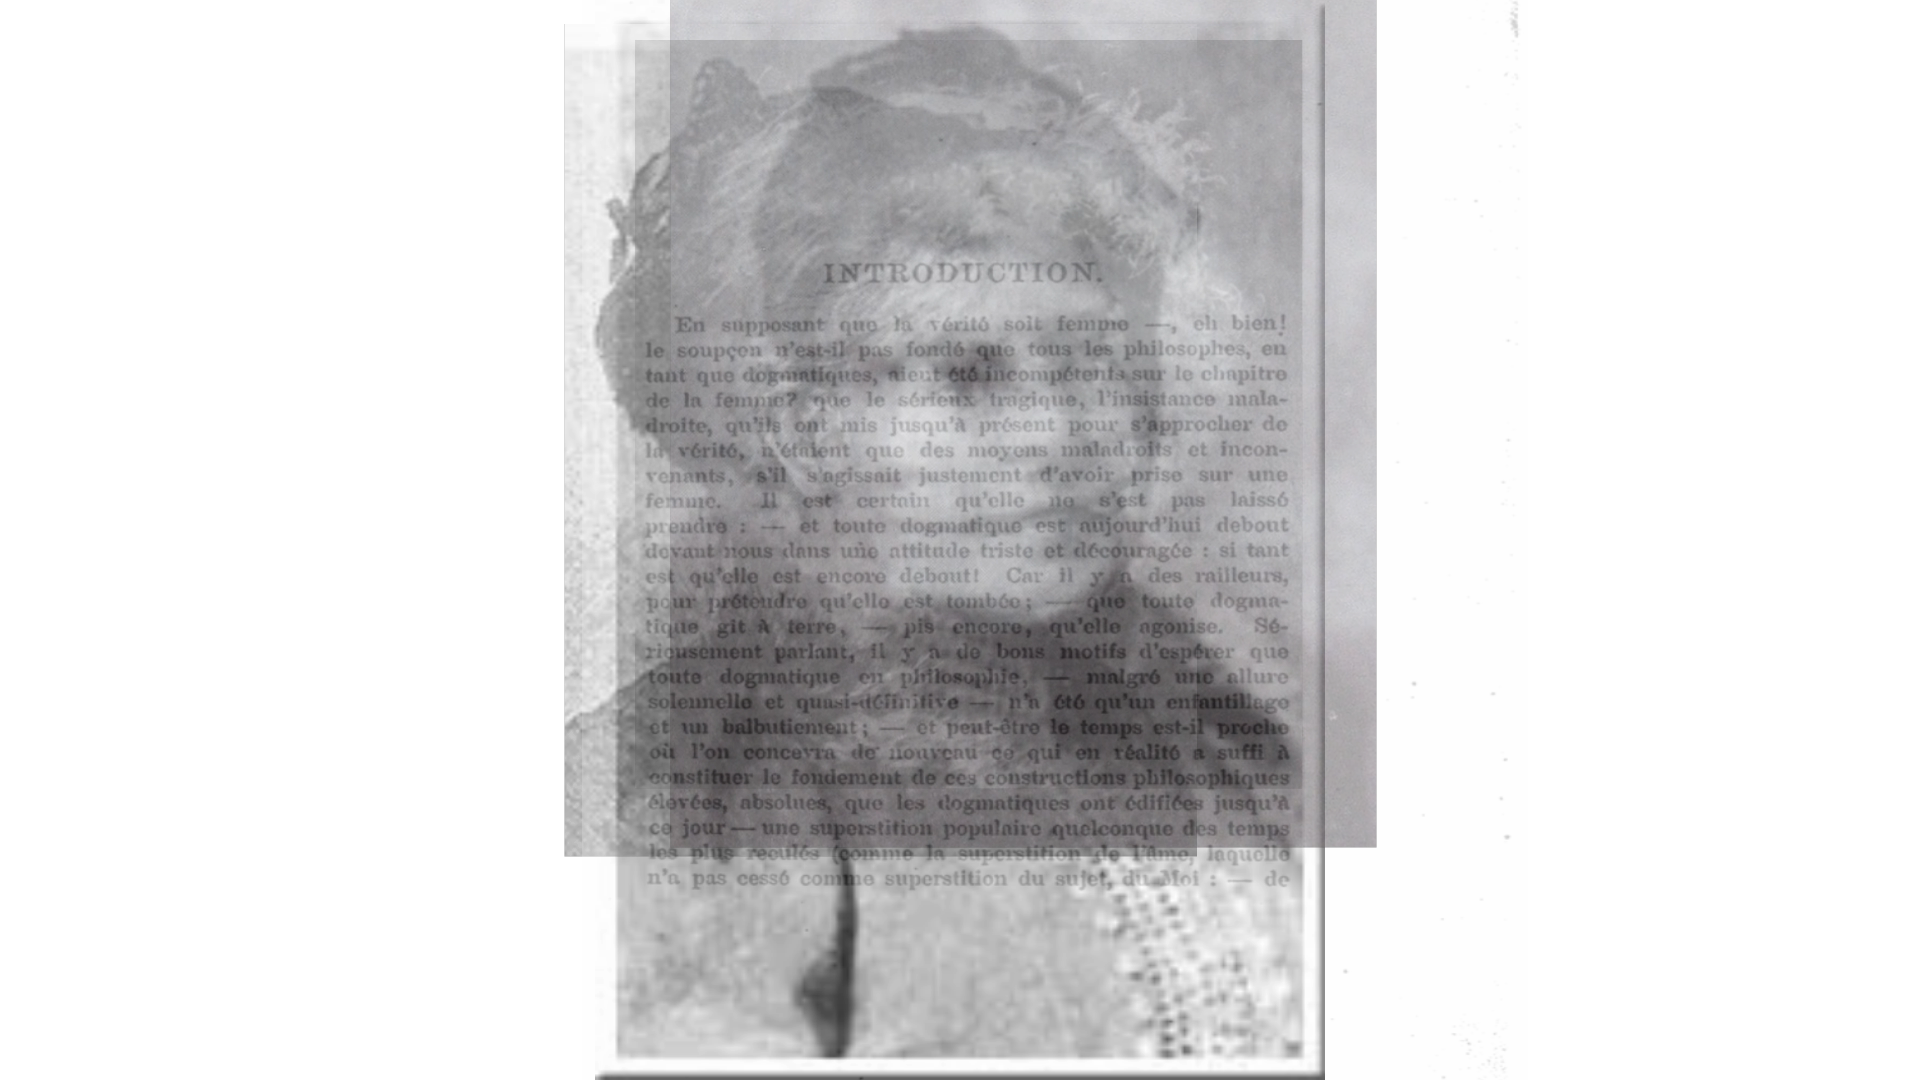 INTRODUCTION.
En supposant que la vérité soit femme —, eh bien!
le soupçon n'est-il pas fondé que tous les philosophes, en
tant que dogmatiques, aient été incompétents sur le chapitre
de la femme? que le sérieux tragique, l'insistance mala-
droite, qu'ils ont mis jusqu'à présent pour s'approcher de
la vérité, n'étaient que des moyens maladroits et incon-
venants, s'il s'agissait justement d'avoir prise sur une
femme. Il est certain qu'elle ne s'est pas laissé
prendre : — et toute dogmatique est aujourd'hui debout
devant nous dans une attitude triste et découragée : si tant
est qu'elle est encore debout! Car il y a des railleurs,
pour prétendre qu'elle est tombée; — que toute dogma-
tique git à terre, — pis encore, qu'elle agonise. Sé-
rieusement parlant, il y a de bons motifs d'espérer que
toute dogmatique en philosophie, — malgré une allure
solennelle et quasi-définitive — n'a été qu'un enfantillage
et un balbutiement; — et peut-être le temps est-il proche
où l'on concevra de nouveau ce qui en réalité a suffi à
constituer le fondement de ces constructions philosophiques
élevées, absolues, que les dogmatiques ont édifiées jusqu'à
ce jour — une superstition populaire quelconque des temps
les plus reculés (comme la superstition de l'âme, laquelle
n'a pas cessé comme superstition du sujet, du Moi : — de